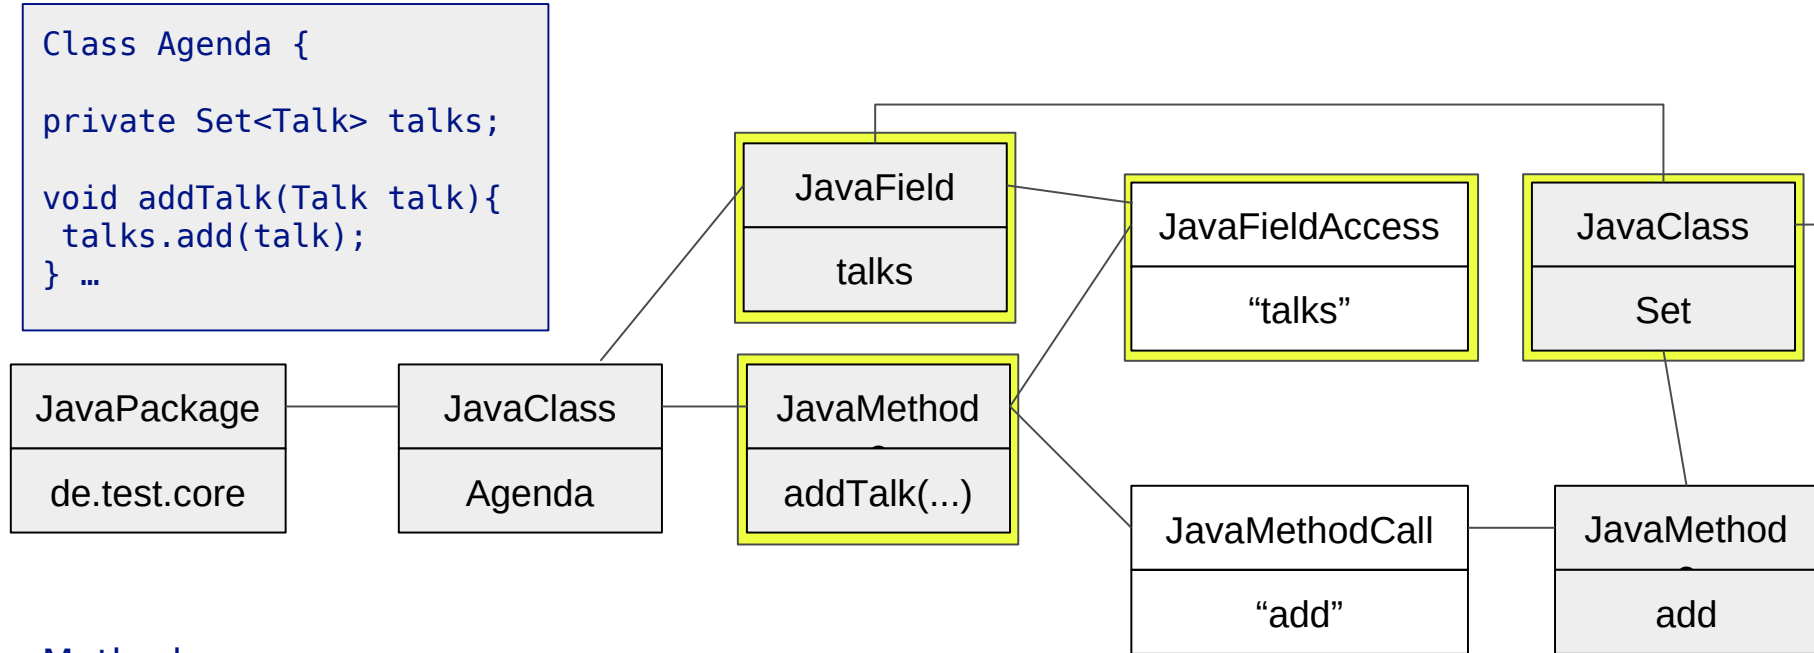 Class Agenda {
private Set<Talk> talks;
void addTalk(Talk talk){
talks.add(talk);
} …
JavaField
talks
JavaFieldAccess
“talks”
JavaClass
Set
JavaPackage
de.test.core
JavaClass
Agenda
JavaMethod
addTalk(...)
JavaMethodCall
“add”
JavaMethod
add